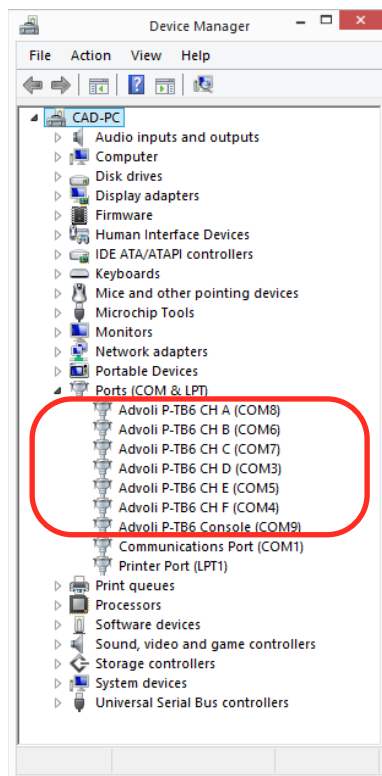 Device Manager
File Action View Help
CAD-PC
Audio inputs and outputs
Computer
Disk drives
Display adapters
Firmware
Human Interface Devices
IDE ATA/ATAPI controllers
Keyboards
Mice and other pointing devices
Microchip Tools
Monitors
Network adapters
Portable Devices
Ports (COM & LPT)
Advoli P-TB6 CH A (COM8)
Advoli P-TB6 CH B (COM6)
Advoli P-TB6 CH C (COM7)
Advoli P-TB6 CH D (COM3)
Advoli P-TB6 CH E (COM5)
Advoli P-TB6 CH F (COM4)
Advoli P-TB6 Console (COM9)
Communications Port (COM1)
Printer Port (LPT1)
Print queues
Processors
Software devices
Sound, video and game controllers
Storage controllers
System devices
Universal Serial Bus controllers